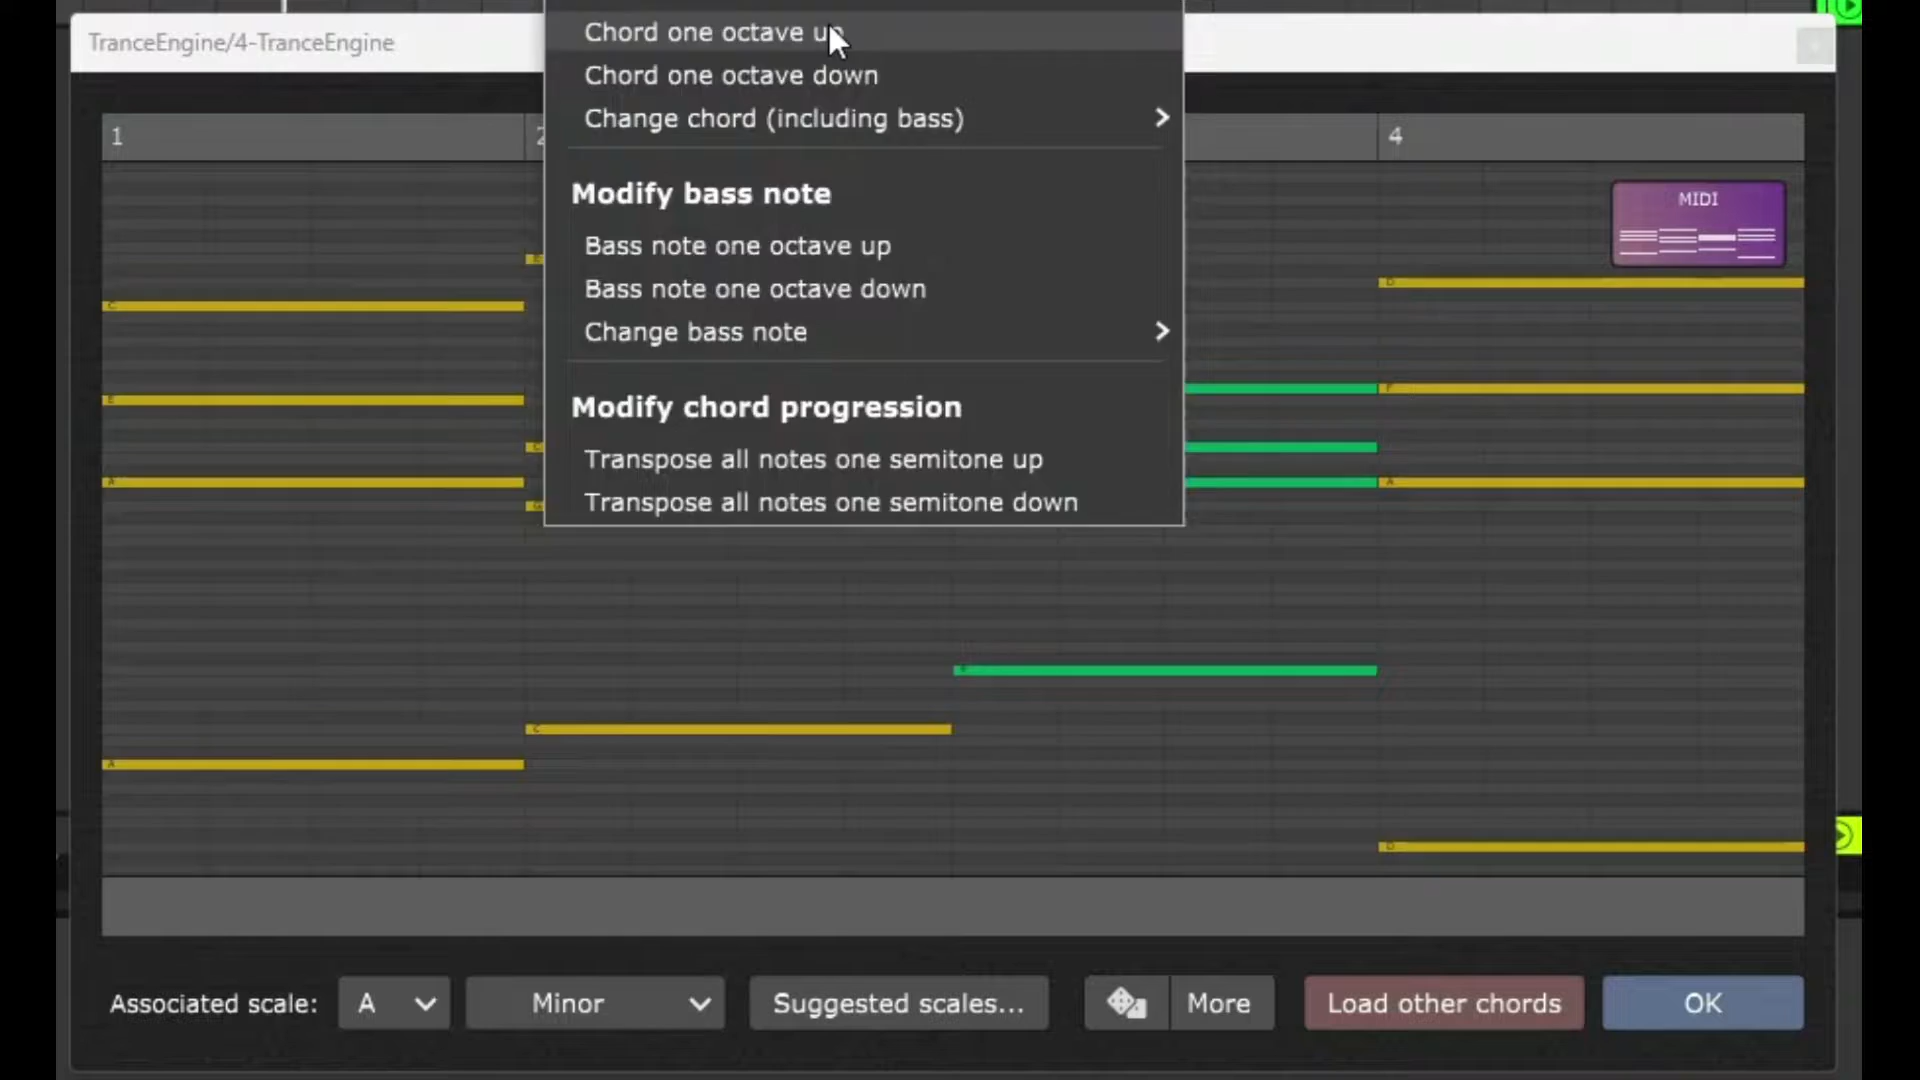 TranceEngine/4-TranceEngine
Chord one octave up
Chord one octave down
Change chord (including bass)
1
2
4
MIDI
Modify bass note
Bass note one octave up
Bass note one octave down
Change bass note
Modify chord progression
Transpose all notes one semitone up
Transpose all notes one semitone down
D
C
E
F
A
A
C
A
D
Associated scale:
A
Minor
Suggested scales...
More
Load other chords
OK